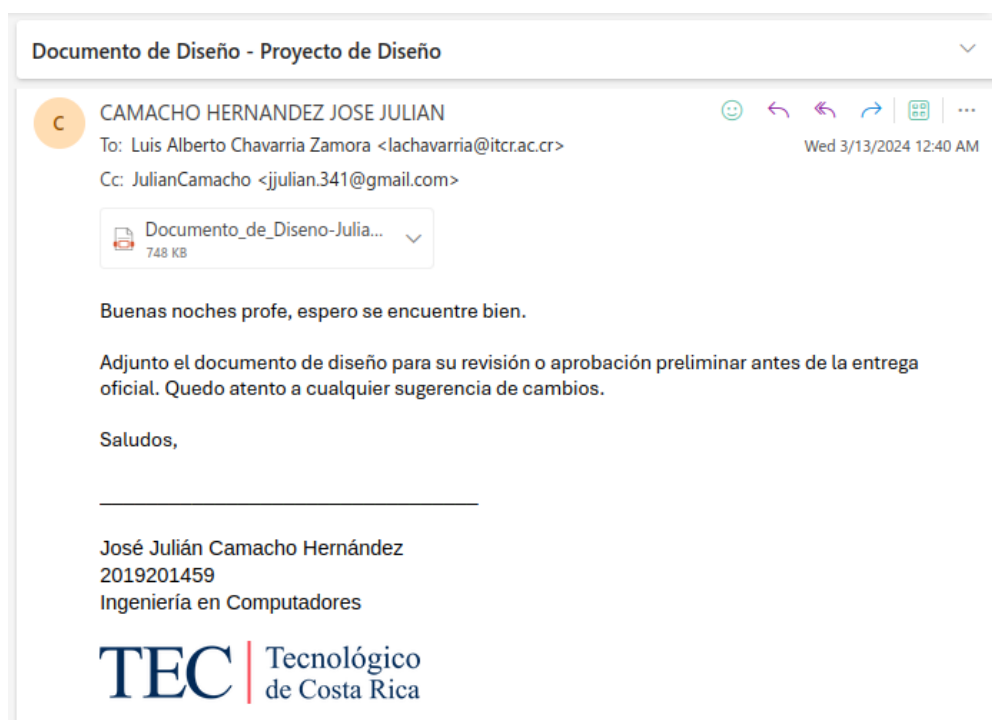 Documento de Diseño - Proyecto de Diseño
C
CAMACHO HERNANDEZ JOSE JULIAN
To: Luis Alberto Chavarria Zamora <lachavarria@itcr.ac.cr>
Wed 3/13/2024 12:40 AM
Cc: JulianCamacho <jjulian.341@gmail.com>
Documento_de_Diseno-Julia...
748 KB
Buenas noches profe, espero se encuentre bien.
Adjunto el documento de diseño para su revisión o aprobación preliminar antes de la entrega
oficial. Quedo atento a cualquier sugerencia de cambios.
Saludos,
José Julián Camacho Hernández
2019201459
Ingeniería en Computadores
TEC
Tecnológico
de Costa Rica